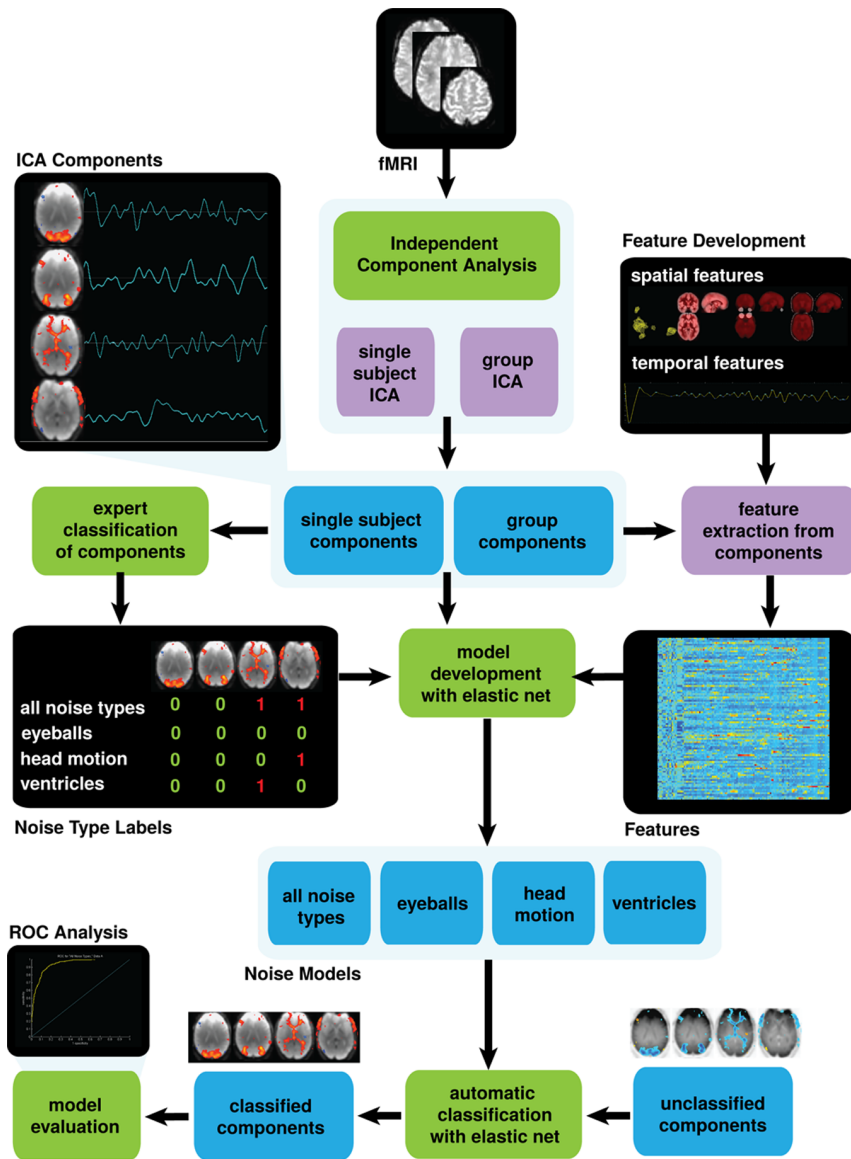 fMRI
ICA Components
Independent
Component Analysis
single
subject
ICA
group
ICA
Feature Development
spatial features
temporal features
expert
classification
of components
single subject
components
group
components
feature
extraction from
components
model
development
with elastic net
all noise types 0 0 1 1
eyeballs 0 0 0 0
head motion 0 0 0 1
ventricles 0 0 1 0
Noise Type Labels
Features
all noise
types
eyeballs
head
motion
ventricles
Noise Models
ROC Analysis
model
evaluation
classified
components
automatic
classification
with elastic net
unclassified
components